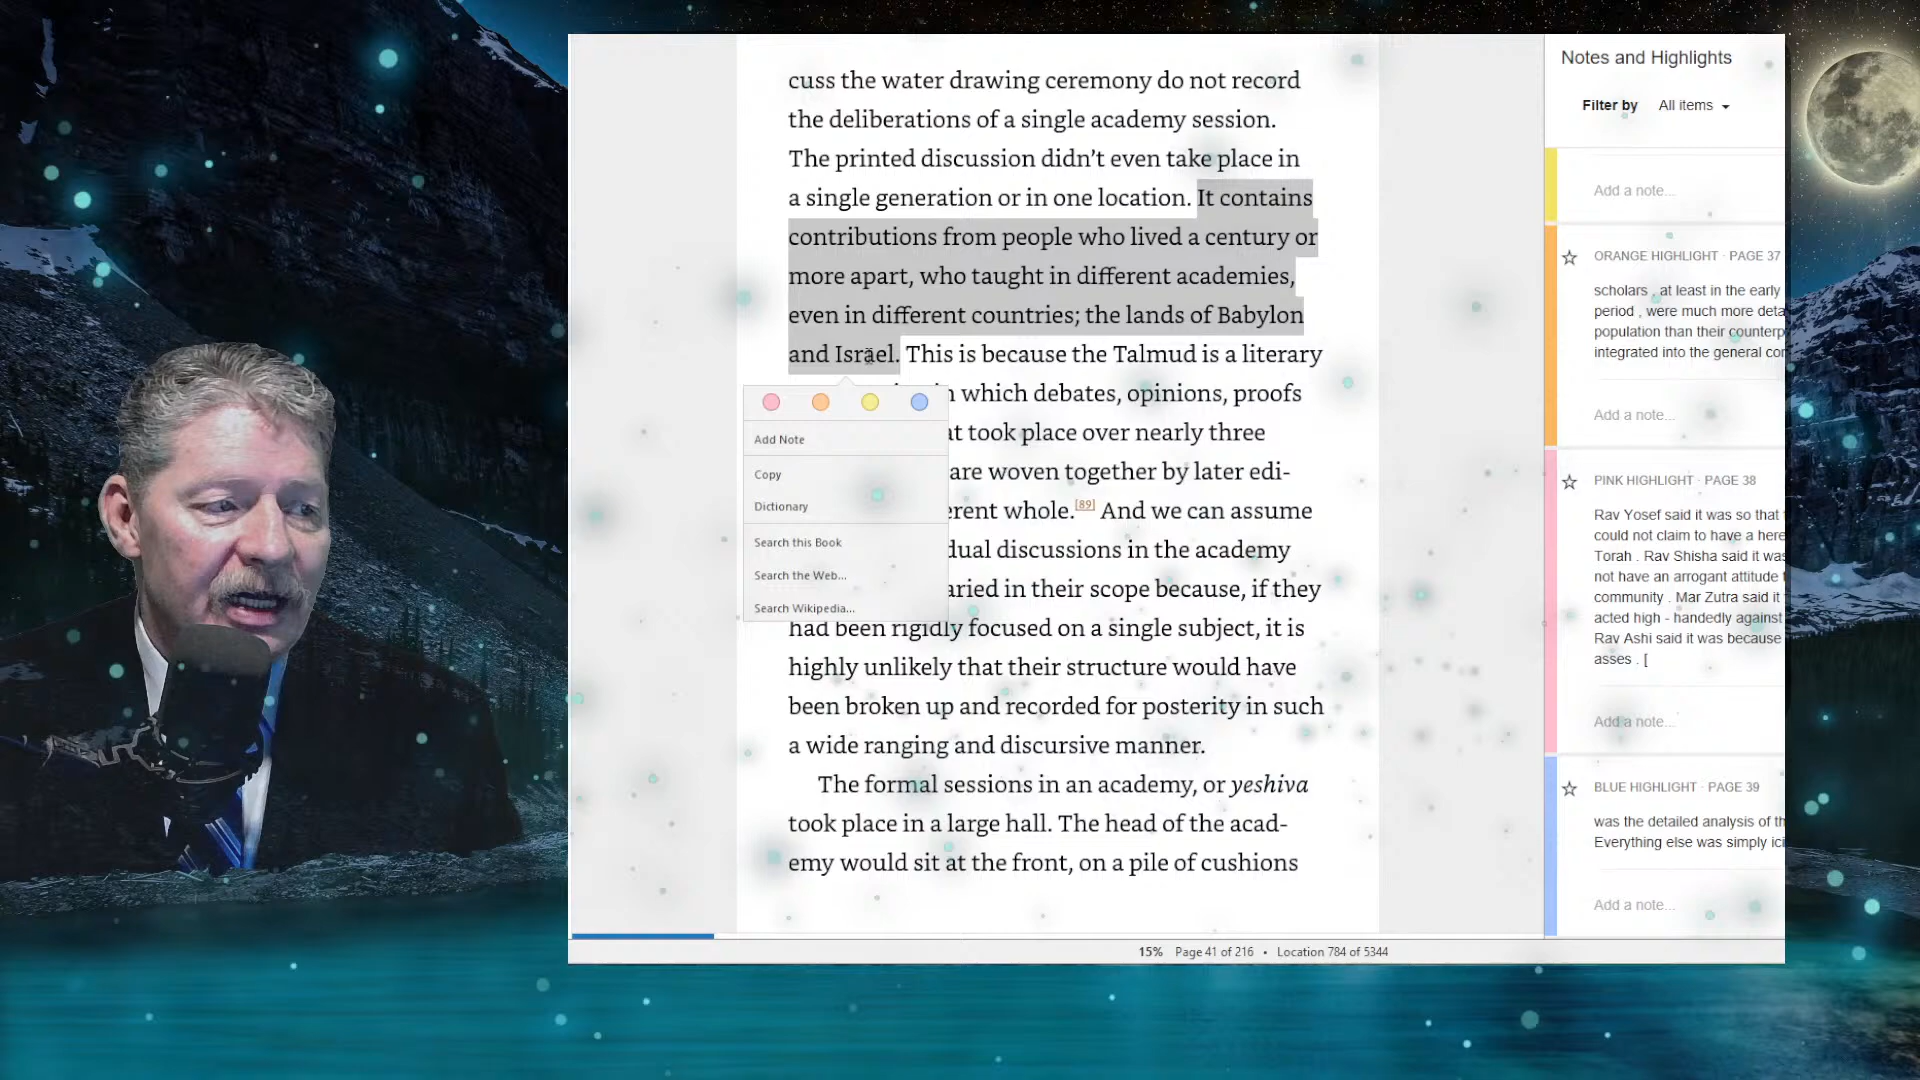 cuss the water drawing ceremony do not record
the deliberations of a single academy session.
The printed discussion didn't even take place in
a single generation or in one location. It contains
contributions from people who lived a century or
more apart, who taught in different academies,
even in different countries; the lands of Babylon
and Israel. This is because the Talmud is a literary
in which debates, opinions, proofs
at took place over nearly three
are woven together by later edi-
erent whole.[89] And we can assume
dual discussions in the academy
aried in their scope because, if they
had been rigidly focused on a single subject, it is
highly unlikely that their structure would have
been broken up and recorded for posterity in such
a wide ranging and discursive manner.
The formal sessions in an academy, or yeshiva
took place in a large hall. The head of the acad-
emy would sit at the front, on a pile of cushions
Add Note
Copy
Dictionary
Search this Book
Search the Web...
Search Wikipedia...
15% Page 41 of 216 • Location 784 of 5344
Notes and Highlights
Filter by All items
Add a note...
ORANGE HIGHLIGHT · PAGE 37
scholars , at least in the early
period , were much more deta
population than their counterp
integrated into the general con
Add a note...
PINK HIGHLIGHT · PAGE 38
Rav Yosef said it was so that
could not claim to have a here
Torah . Rav Shisha said it was
not have an arrogant attitude
community . Mar Zutra said it
acted high - handedly against
Rav Ashi said it was because
asses . [
Add a note...
BLUE HIGHLIGHT · PAGE 39
was the detailed analysis of th
Everything else was simply ici
Add a note...